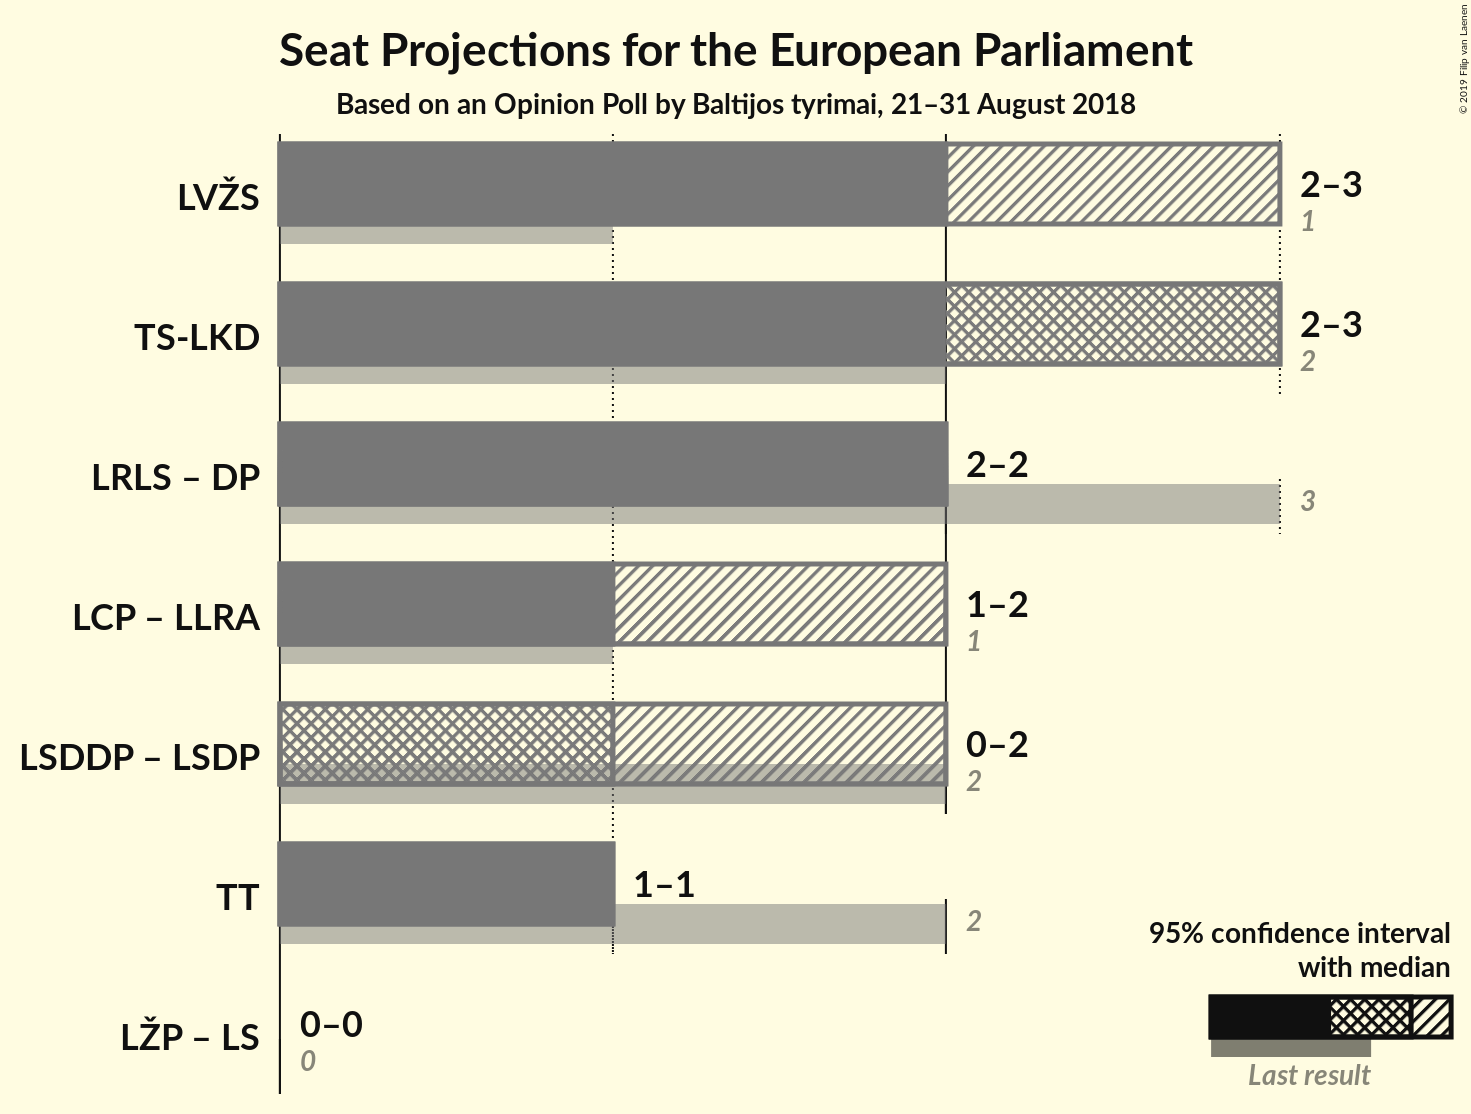 Seat Projections for the European Parliament
Based on an Opinion Poll by Baltijos tyrimai, 21–31 August 2018
© 2019 Filip van Laenen
LVŽS
2–3
1
TS-LKD
2–3
2
LRLS – DP
2–2
3
LCP – LLRA
1–2
1
LSDDP – LSDP
0–2
2
TT
1–1
2
LŽP – LS
0–0
0
95% confidence interval
with median
Last result